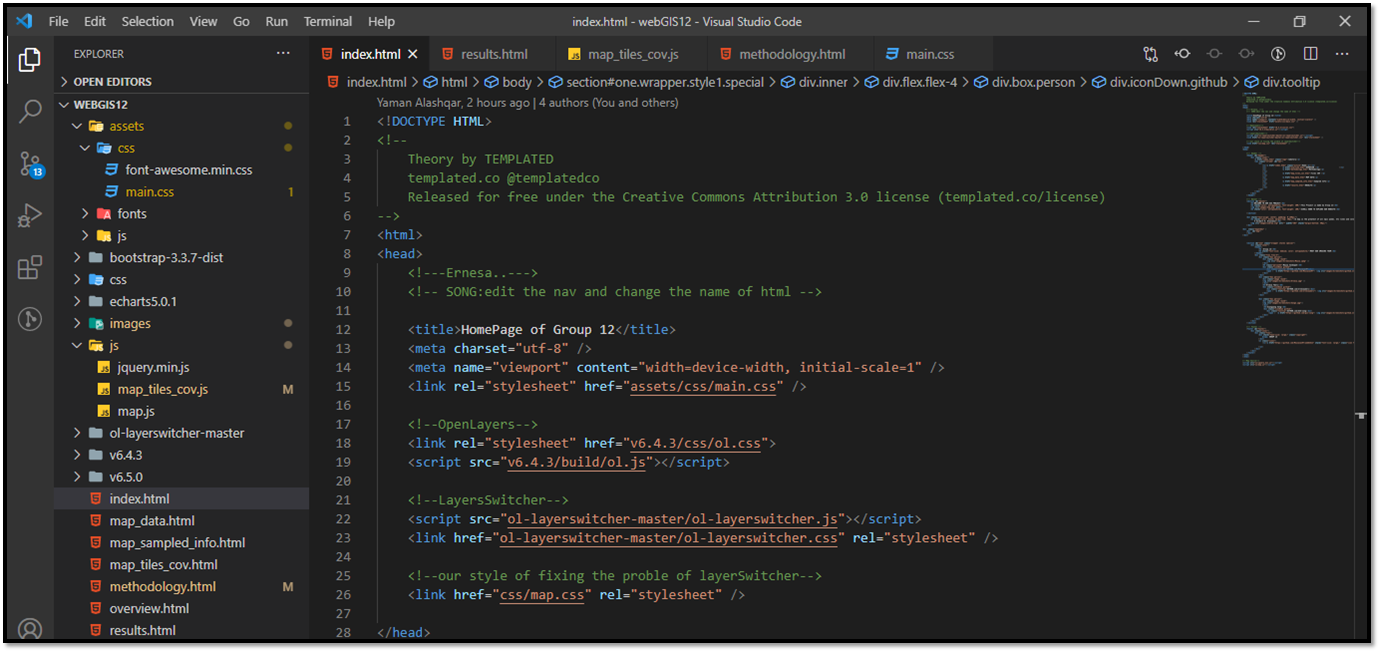 File Edit Selection View Go Run Terminal Help index.html - webGIS12 - Visual Studio Code
EXPLORER ...
index.html results.html map_tiles_cov.js methodology.html main.css
OPEN EDITORS
index.html > html > body > section#one.wrapper.style1.special > div.inner > div.flex.flex-4 > div.box.person > div.iconDown.github > div.tooltip
WEBGIS12
assets
css
font-awesome.min.css
main.css 1
fonts
js
bootstrap-3.3.7-dist
css
echarts5.0.1
images
js
jquery.min.js
map_tiles_cov.js M
map.js
ol-layerswitcher-master
v6.4.3
v6.5.0
index.html
map_data.html
map_sampled_info.html
map_tiles_cov.html
methodology.html M
overview.html
results.html
13
Yaman Alashqar, 2 hours ago | 4 authors (You and others)
1 <!DOCTYPE HTML>
2 <!--
3 Theory by TEMPLATED
4 templated.co @templatedco
5 Released for free under the Creative Commons Attribution 3.0 license (templated.co/license)
6 -->
7 <html>
8 <head>
9 <!---Ernesa..--->
10 <!-- SONG:edit the nav and change the name of html -->
11
12 <title>HomePage of Group 12</title>
13 <meta charset="utf-8" />
14 <meta name="viewport" content="width=device-width, initial-scale=1" />
15 <link rel="stylesheet" href="assets/css/main.css" />
16
17 <!--OpenLayers-->
18 <link rel="stylesheet" href="v6.4.3/css/ol.css">
19 <script src="v6.4.3/build/ol.js"></script>
20
21 <!--LayersSwitcher-->
22 <script src="ol-layerswitcher-master/ol-layerswitcher.js"></script>
23 <link href="ol-layerswitcher-master/ol-layerswitcher.css" rel="stylesheet" />
24
25 <!--our style of fixing the proble of layerSwitcher-->
26 <link href="css/map.css" rel="stylesheet" />
27
28 </head>